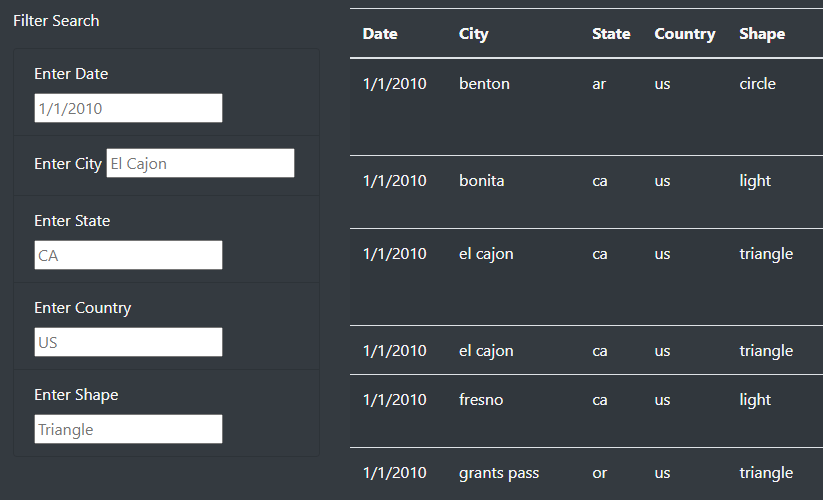 Filter Search
Enter Date
1/1/2010
Enter City El Cajon
Enter State
CA
Enter Country
US
Enter Shape
Triangle
Date City State Country Shape
1/1/2010 benton ar us circle
1/1/2010 bonita ca us light
1/1/2010 el cajon ca us triangle
1/1/2010 el cajon ca us triangle
1/1/2010 fresno ca us light
1/1/2010 grants pass or us triangle